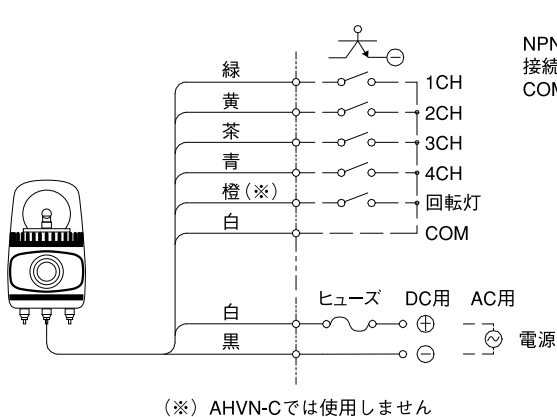 NPN
接続
COM
緑 1CH
黄 2CH
茶 3CH
青 4CH
橙(※) 回転灯
白 COM
ヒューズ DC用 AC用
白 ⊕
黒 ⊖ 電源
(※) AHVN-Cでは使用しません